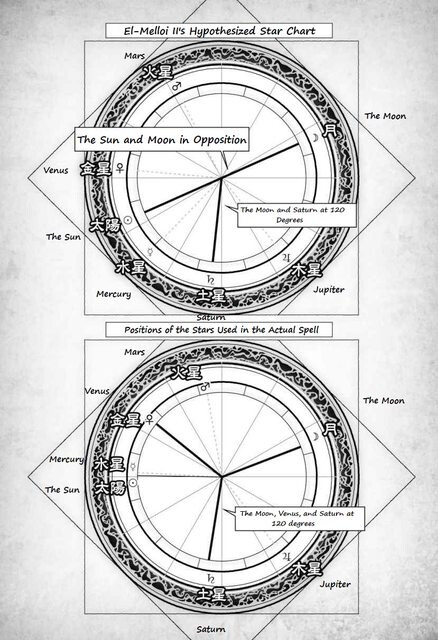 El-Melloi II's Hypothesized Star Chart
Mars
火星
The Moon
月
The Sun and Moon in Opposition
Venus
金星
The Moon and Saturn at 120
Degrees
太陽
The Sun
水星
木星
Mercury
土星
Jupiter
Saturn
Positions of the Stars Used in the Actual Spell
Mars
火星
Venus
The Moon
金星
月
Mercury
水星
The Sun
太陽
The Moon, Venus, and Saturn at
120 degrees
木星
Jupiter
土星
Saturn